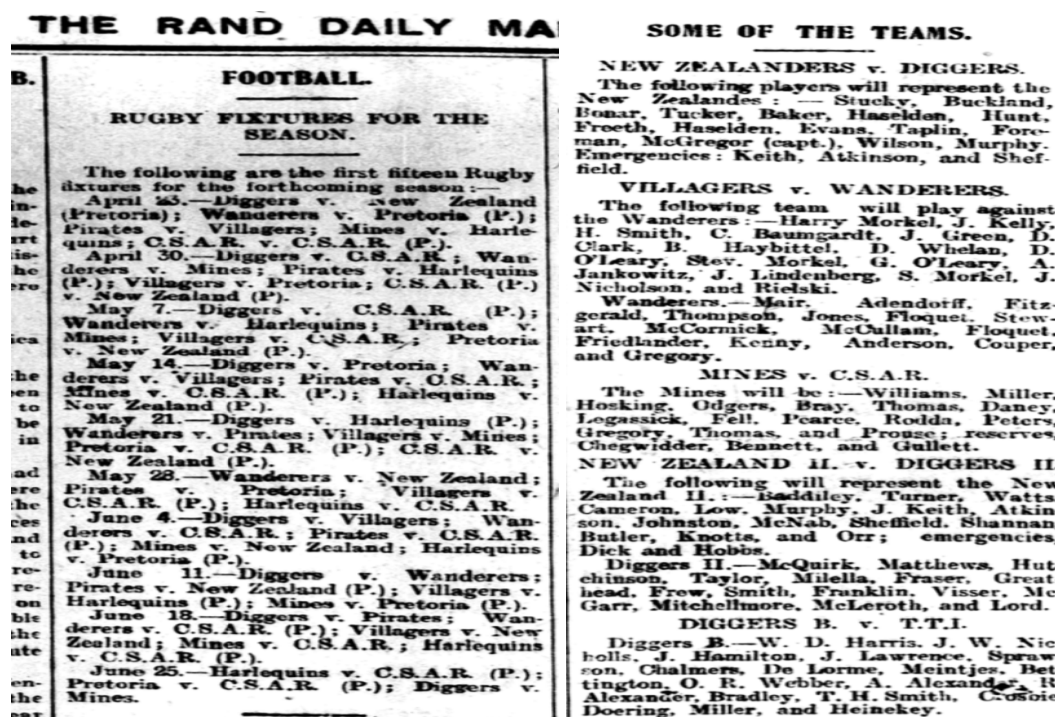 THE RAND DAILY MA
B.
FOOTBALL.
RUGBY FIXTURES FOR THE
SEASON.
The following are the first fifteen Rugby
fixtures for the forthcoming season:—
April 23.—Diggers v. New Zealand
(Pretoria); Wanderers v. Pretoria (P.);
Pirates v. Villagers; Mines v. Harle-
quins; C.S.A.R. v. C.S.A.R. (P.).
April 30.—Diggers v. C.S.A.R.; Wan-
derers v. Mines; Pirates v. Harlequins
(P.); Villagers v. Pretoria; C.S.A.R. (P.)
v. New Zealand (P).
May 7.—Diggers v. C.S.A.R. (P.);
Wanderers v. Harlequins; Pirates v.
Mines; Villagers v. C.S.A.R.; Pretoria
v. New Zealand (P.).
May 14.—Diggers v. Pretoria; Wan-
derers v. Villagers; Pirates v. C.S.A.R.;
Mines v. C.S.A.R. (P.); Harlequins v.
New Zealand (P.).
May 21.—Diggers v. Harlequins (P.);
Wanderers v. Pirates; Villagers v. Mines;
Pretoria v. C.S.A.R. (P.); C.S.A.R. v.
New Zealand (P.).
May 28.—Wanderers v. New Zealand;
Pirates v. Pretoria; Villagers v.
C.S.A.R. (P.); Harlequins v. C.S.A.R.
June 4.—Diggers v. Villagers; Wan-
derers v. C.S.A.R.; Pirates v. C.S.A.R.
(P.); Mines v. New Zealand; Harlequins
v. Pretoria (P.).
June 11.—Diggers v. Wanderers;
Pirates v. New Zealand (P.); Villagers v.
Harlequins (P.); Mines v. Pretoria (P.).
June 18.—Diggers v. Pirates; Wan-
derers v. C.S.A.R. (P.); Villagers v. New
Zealand; Mines v. C.S.A.R.; Harlequins
v. C.S.A.R. (P.).
June 25.—Harlequins v. C.S.A.R. (P.);
Pretoria v. C.S.A.R. (P.); Diggers v.
Mines.
SOME OF THE TEAMS.
NEW ZEALANDERS v. DIGGERS.
The following players will represent the
New Zealandes: — Stucky, Buckland,
Bonar, Tucker, Baker, Haselden, Hunt,
Froeth, Haselden, Evans, Taplin, Fore-
man, McGregor (capt.), Wilson, Murphy.
Emergencies: Keith, Atkinson, and Shef-
field.
VILLAGERS v. WANDERERS.
The following team will play against
the Wanderers:—Harry Morkel, J. Kelly,
H. Smith, C. Baumgardt, J. Green, D.
Clark, B. Haybittel, D. Whelan, D.
O'Leary, Stev. Morkel, G. O'Leary, A.
Jankowitz, J. Lindenberg, S. Morkel, J.
Nicholson, and Rielski.
Wanderers.—Mair, Adendorff, Fitz-
gerald, Thompson, Jones, Floquet, Stew-
art, McCormick, McCullam, Floquet,
Friedlander, Kenny, Anderson, Couper,
and Gregory.
MINES v. C.S.A.R.
The Mines will be:—Williams, Miller,
Hosking, Odgers, Bray, Thomas, Daney,
Legassick, Fell, Pearce, Rodda, Peters,
Gregory, Thomas, and Prouse; reserves,
Chegwidder, Bennett, and Gullett.
NEW ZEALAND II. v. DIGGERS II
The following will represent the New
Zealand II.:—Baddiley, Turner, Watts
Cameron, Low, Murphy, J. Keith, Atkin
son, Johnston, McNab, Sheffield, Shannan
Butler, Knotts, and Orr; emergencies,
Dick and Hobbs.
Diggers II.—McQuirk, Matthews, Hut
chinson, Taylor, Milella, Fraser, Great
head, Frew, Smith, Franklin, Visser, Mc
Garr, Mitchellmore, McLeroth, and Lord.
DIGGERS B. v. T.T.I.
Diggers B.—W. D. Harris, J. W. Nic
holls, J. Hamilton, J. Lawrence, Spraw
son, Chalmers, De Lorme, Meintjes, Bet
tington, O. R. Webber, A. Alexander, R
Alexander, Bradley, T. H. Smith, Crosbie
Doering, Miller, and Heinekey.